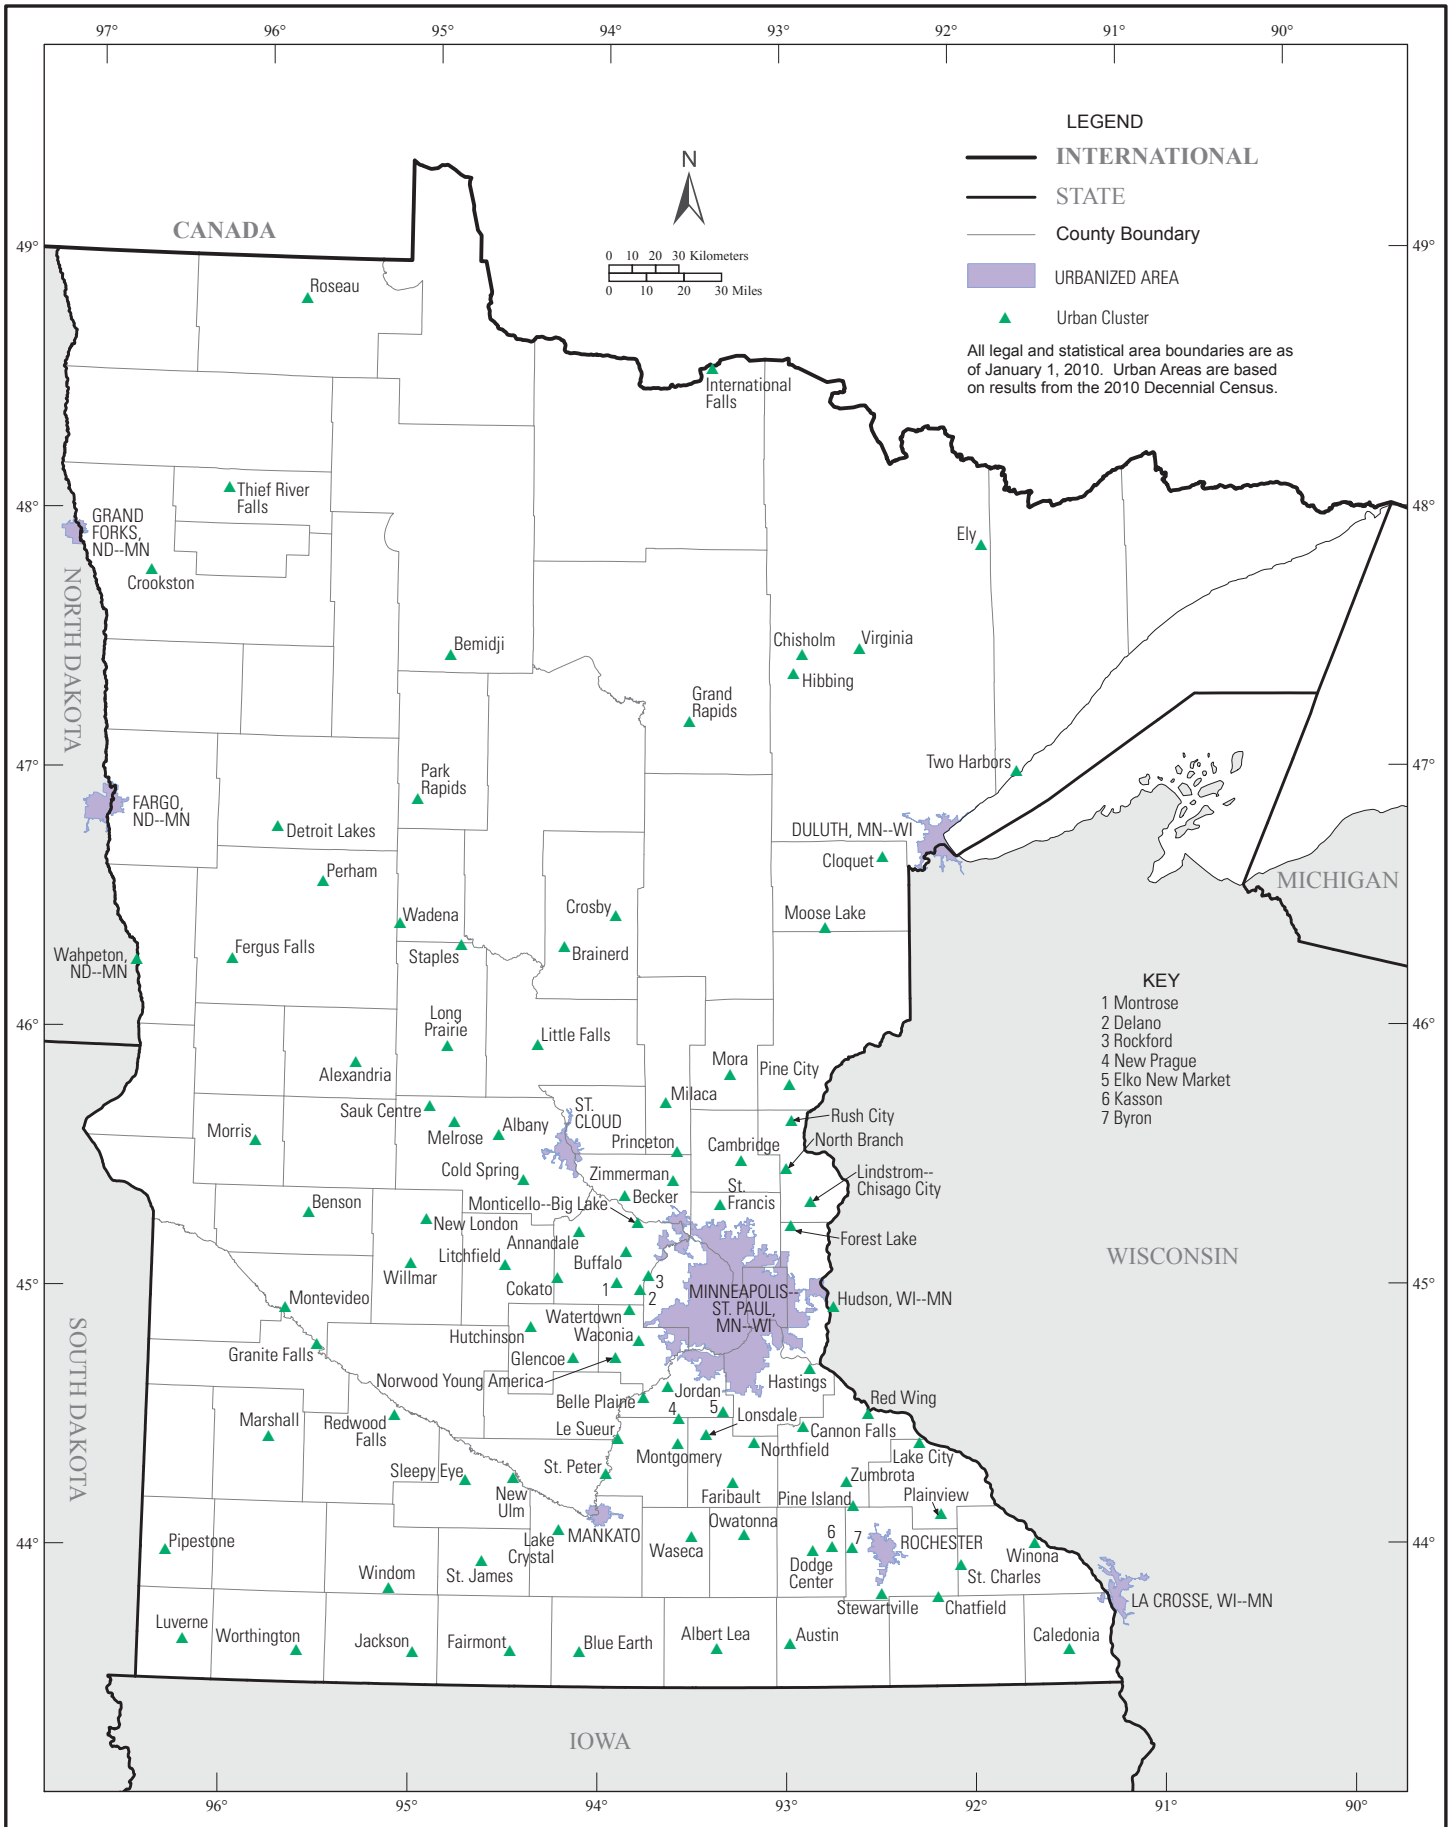 97°
96°
95°
94°
93°
92°
91°
90°
LEGEND
INTERNATIONAL
STATE
County Boundary
URBANIZED AREA
Urban Cluster
All legal and statistical area boundaries are as
of January 1, 2010.  Urban Areas are based
on results from the 2010 Decennial Census.
N
0 10 20 30 Kilometers
0 10 20 30 Miles
CANADA
49°
49°
Roseau
International
Falls
Thief River
Falls
48°
48°
GRAND
FORKS,
ND--MN
Crookston
Ely
NORTH DAKOTA
Bemidji
Chisholm
Virginia
Hibbing
Grand
Rapids
Two Harbors
47°
47°
Park
Rapids
FARGO,
ND--MN
Detroit Lakes
DULUTH, MN--WI
Cloquet
Perham
MICHIGAN
Wadena
Crosby
Moose Lake
Wahpeton,
ND--MN
Fergus Falls
Staples
Brainerd
KEY
1 Montrose
2 Delano
3 Rockford
4 New Prague
5 Elko New Market
6 Kasson
7 Byron
46°
46°
Long
Prairie
Little Falls
Alexandria
Mora
Pine City
Milaca
Sauk Centre
ST.
CLOUD
Rush City
Morris
Melrose
Albany
Princeton
Cambridge
North Branch
Cold Spring
Zimmerman
Lindstrom--
Chisago City
Monticello--Big Lake
Becker
St.
Francis
Benson
New London
Annandale
Forest Lake
Litchfield
Buffalo
WISCONSIN
Willmar
Cokato
1
3
2
45°
45°
Montevideo
MINNEAPOLIS--
ST. PAUL,
MN--WI
Hudson, WI--MN
Watertown
Hutchinson
Waconia
Granite Falls
Glencoe
Norwood Young America
Hastings
SOUTH DAKOTA
Belle Plaine
Jordan
Red Wing
4
5
Lonsdale
Marshall
Redwood
Falls
Le Sueur
Cannon Falls
Montgomery
Northfield
Lake City
Sleepy Eye
St. Peter
Zumbrota
New
Ulm
Faribault
Pine Island
Plainview
Owatonna
44°
44°
Pipestone
Lake
Crystal
MANKATO
Waseca
6
7
ROCHESTER
Winona
St. James
Dodge
Center
St. Charles
Windom
Stewartville
Chatfield
LA CROSSE, WI--MN
Luverne
Worthington
Jackson
Fairmont
Blue Earth
Albert Lea
Austin
Caledonia
IOWA
96°
95°
94°
93°
92°
91°
90°